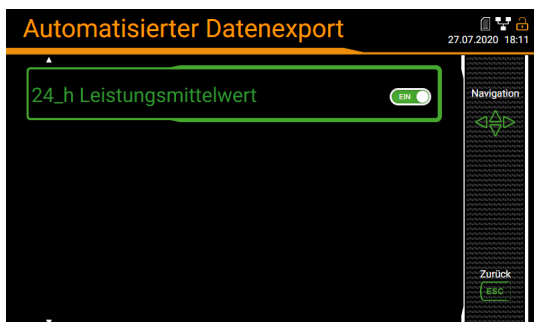 Automatisierter Datenexport
27.07.2020 18:11
24_h Leistungsmittelwert
EIN
Navigation
Zurück
ESC